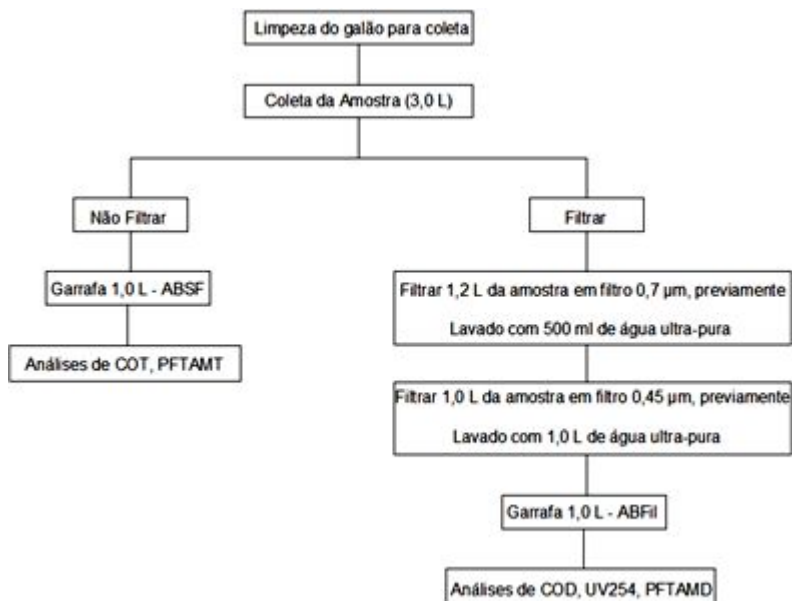 Limpeza do galão para coleta
Coleta da Amostra (3,0 L)
Não Filtrar
Garrafa 1,0 L - ABSF
Análises de COT, PFTAMT
Filtrar
Filtrar 1,2 L da amostra em filtro 0,7 µm, previamente
Lavado com 500 ml de água ultra-pura
Filtrar 1,0 L da amostra em filtro 0,45 µm, previamente
Lavado com 1,0 L de água ultra-pura
Garrafa 1,0 L - ABFil
Análises de COD, UV254, PFTAMD